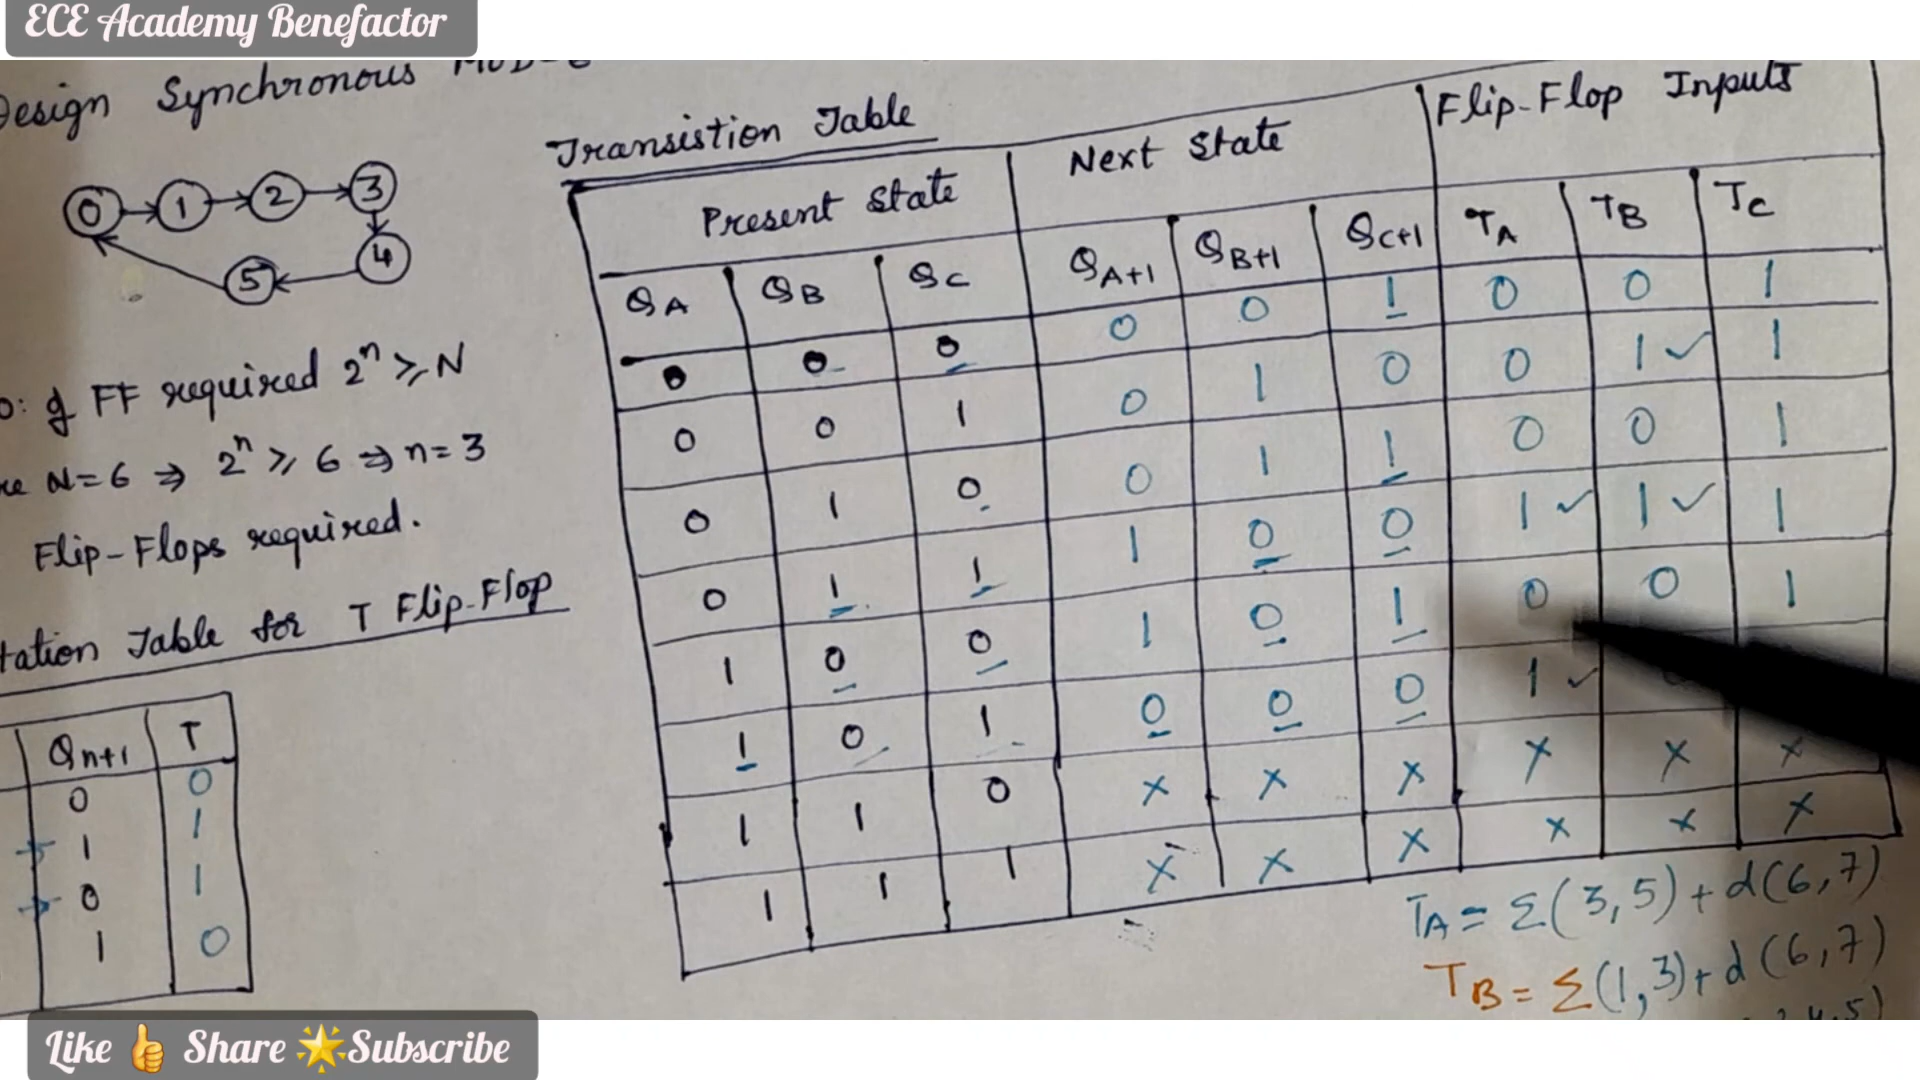 ECE Academy Benefactor
Design Synchronous
0 1 2 3
5 4
FF required 2ⁿ ≥ N
N=6 ⇒ 2ⁿ ≥ 6 ⇒ n=3
Flip-Flops required.
Table for T Flip-Flop
Qn+1 T
0 0
1 1
0 1
1 0
Transistion Table
Present State Next State Flip-Flop Inputs
QA QB QC QA+1 QB+1 QC+1 TA TB TC
0 0 0 0 0 1 0 0 1
0 0 1 0 1 0 0 1 ✓ 1
0 1 0 0 1 1 0 0 1
0 1 1 1 0 0 1 ✓ 1 ✓ 1
1 0 0 1 0 1 0 0 1
1 0 1 0 0 0 1 ✓
1 1 0 x x x x x x
1 1 1 x x x x x x
TA = Σ(3,5)+d(6,7)
TB = Σ(1,3)+d(6,7)
Like 👍 Share 🌟Subscribe